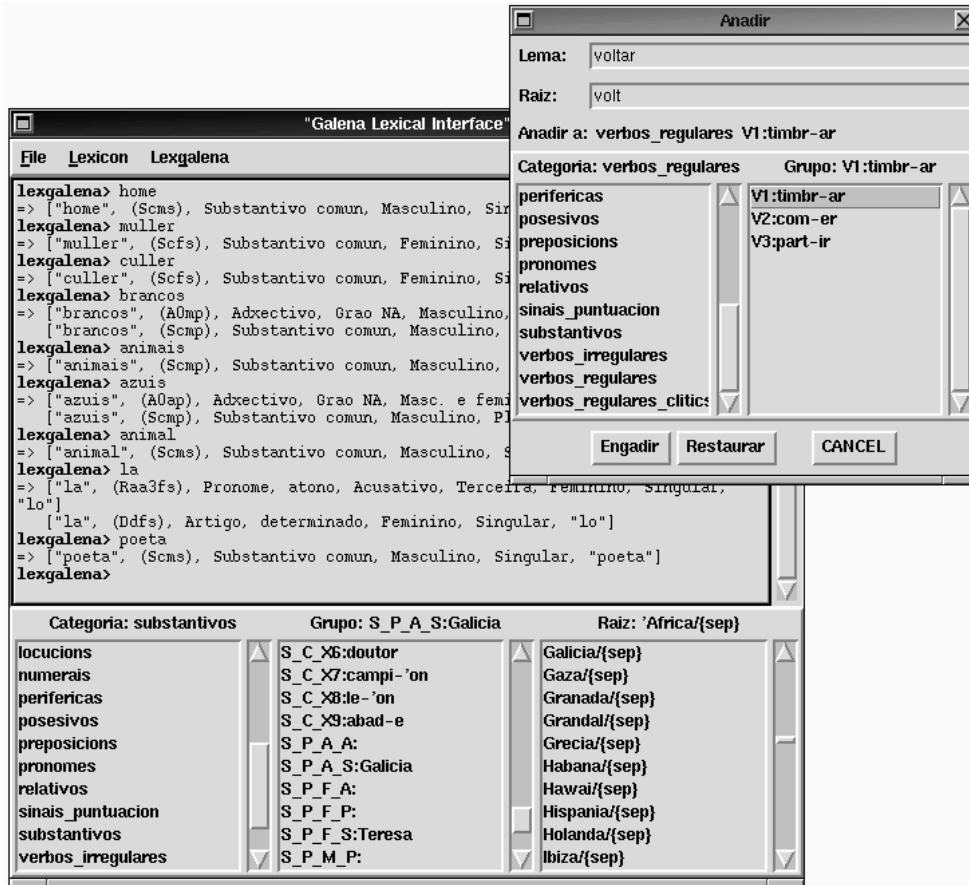 Anadir
Lema: voltar
Raiz: volt
Anadir a: verbos_regulares V1:timbr-ar
Categoria: verbos_regulares Grupo: V1:timbr-ar
perifericas
posesivos
preposicions
pronomes
relativos
sinais_puntuacion
substantivos
verbos_irregulares
verbos_regulares
verbos_regulares_clitics
V1:timbr-ar
V2:com-er
V3:part-ir
Engadir Restaurar CANCEL
"Galena Lexical Interface"
File Lexicon Lexgalena
lexgalena> home
=> ["home", (Scms), Substantivo comun, Masculino, Sin
lexgalena> muller
=> ["muller", (Scfs), Substantivo comun, Feminino, Si
lexgalena> culler
=> ["culler", (Scfs), Substantivo comun, Feminino, Si
lexgalena> brancos
=> ["brancos", (A0mp), Adxectivo, Grao NA, Masculino,
["brancos", (Scmp), Substantivo comun, Masculino,
lexgalena> animais
=> ["animais", (Scmp), Substantivo comun, Masculino,
lexgalena> azuis
=> ["azuis", (A0ap), Adxectivo, Grao NA, Masc. e femi
["azuis", (Scmp), Substantivo comun, Masculino, Pl
lexgalena> animal
=> ["animal", (Scms), Substantivo comun, Masculino, S
lexgalena> la
=> ["la", (Raa3fs), Pronome, atono, Acusativo, Terceira, Feminino, Singular,
"lo"]
["la", (Ddfs), Artigo, determinado, Feminino, Singular, "lo"]
lexgalena> poeta
=> ["poeta", (Scms), Substantivo comun, Masculino, Singular, "poeta"]
lexgalena>
Categoria: substantivos Grupo: S_P_A_S:Galicia Raiz: 'Africa/{sep}
locucions
numerais
perifericas
posesivos
preposicions
pronomes
relativos
sinais_puntuacion
substantivos
verbos_irregulares
S_C_X6:doutor
S_C_X7:campi-'on
S_C_X8:le-'on
S_C_X9:abad-e
S_P_A_A:
S_P_A_S:Galicia
S_P_F_A:
S_P_F_P:
S_P_F_S:Teresa
S_P_M_P:
Galicia/{sep}
Gaza/{sep}
Granada/{sep}
Grandal/{sep}
Grecia/{sep}
Habana/{sep}
Hawai/{sep}
Hispania/{sep}
Holanda/{sep}
Ibiza/{sep}